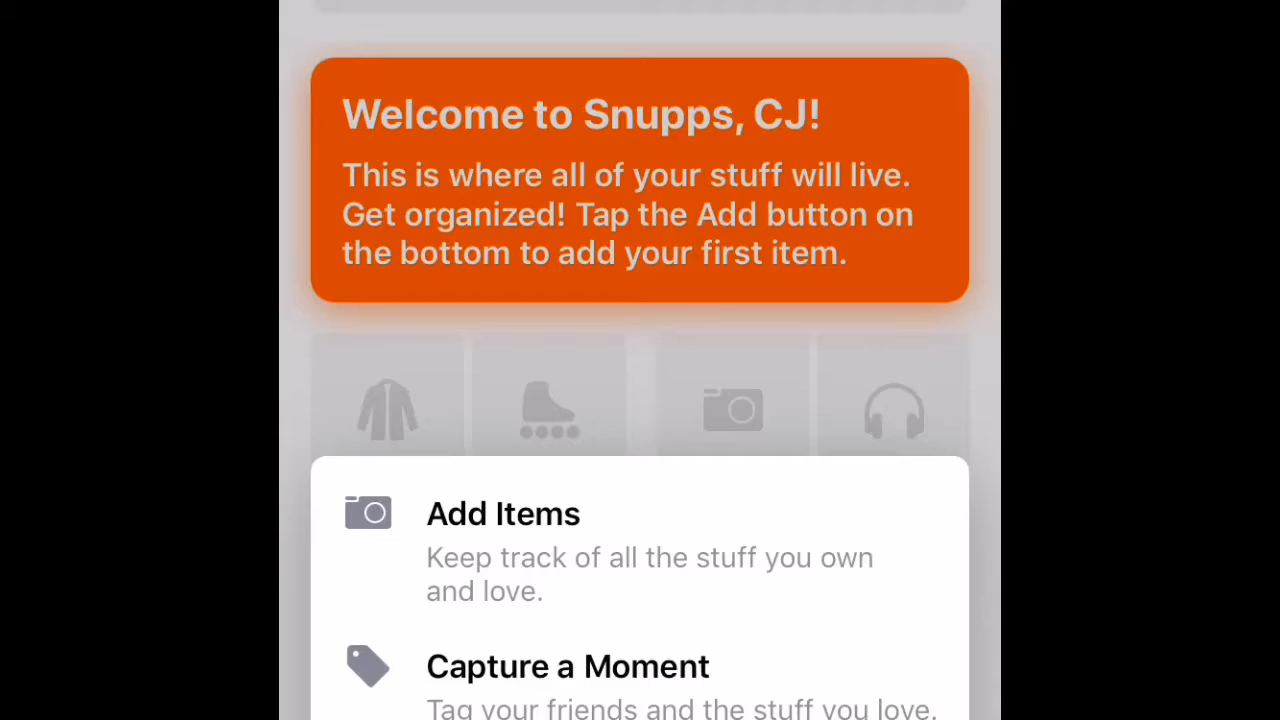 Welcome to Snupps, CJ!
This is where all of your stuff will live.
Get organized! Tap the Add button on
the bottom to add your first item.
Add Items
Keep track of all the stuff you own
and love.
Capture a Moment
Tag your friends and the stuff you love.